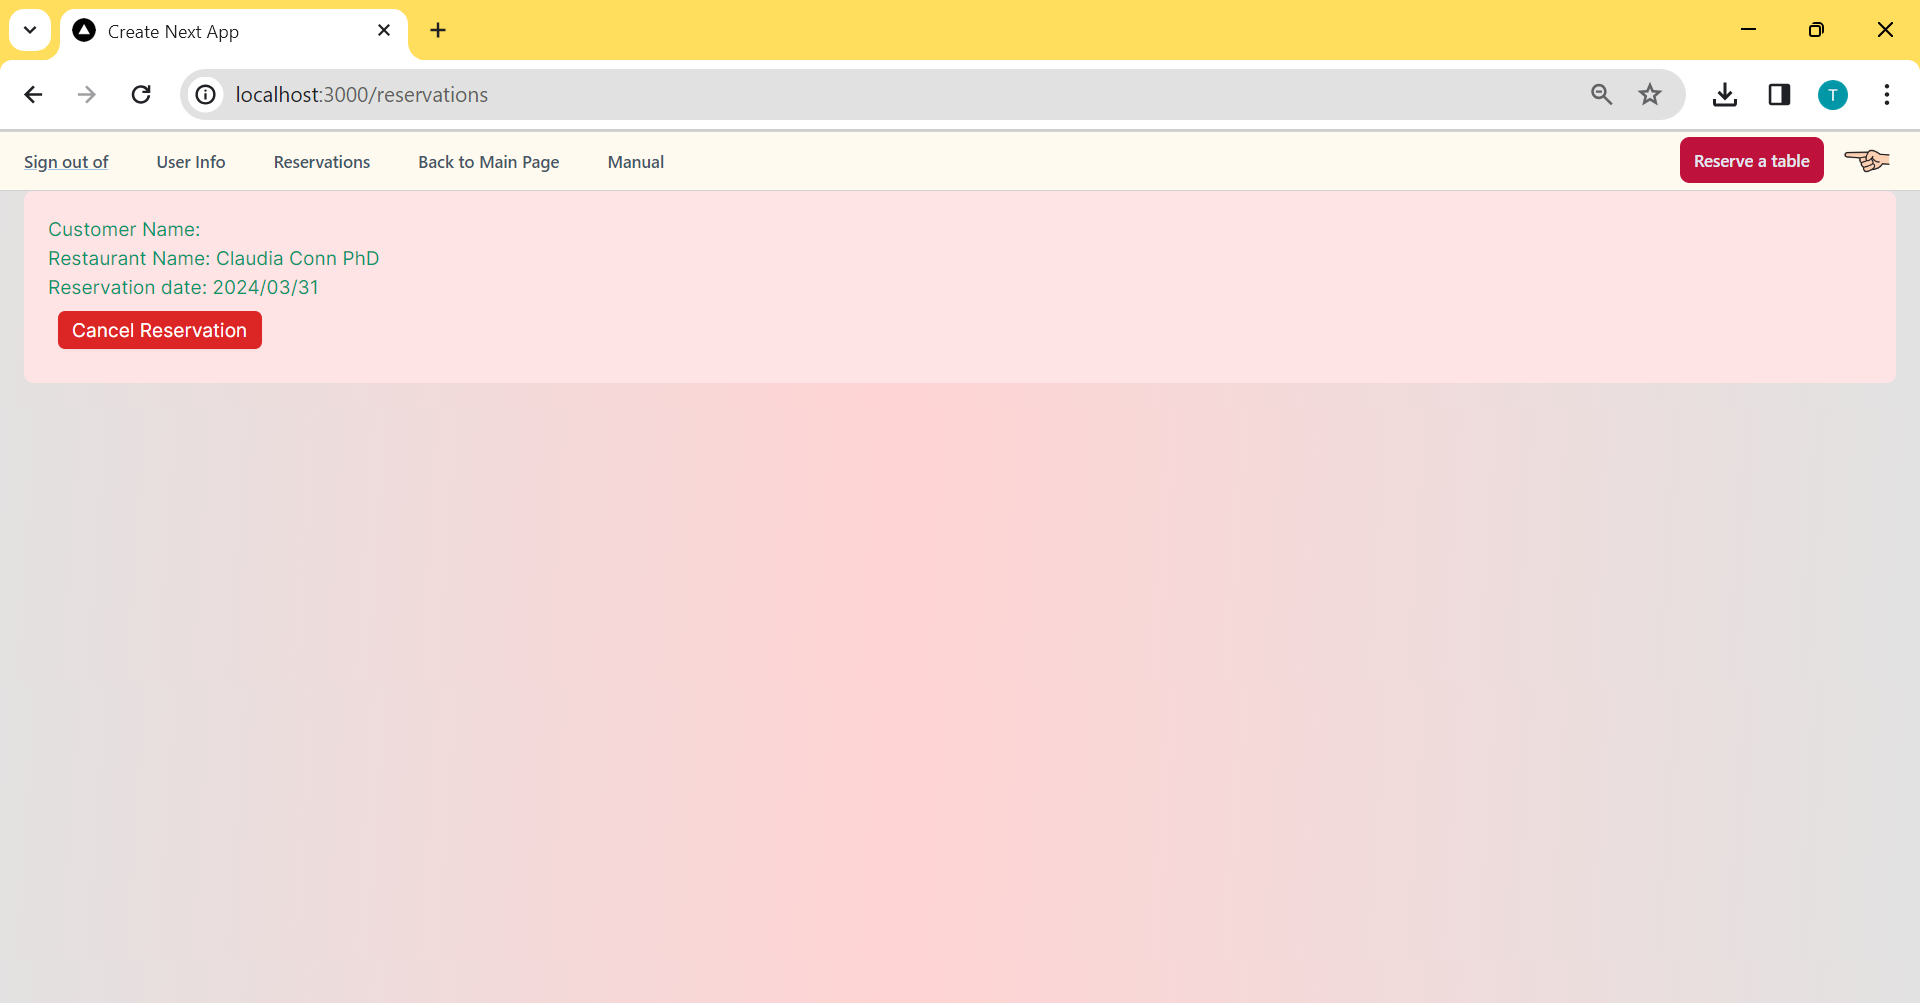 Create Next App
localhost:3000/reservations
T
Sign out of
User Info
Reservations
Back to Main Page
Manual
Reserve a table
Customer Name:
Restaurant Name: Claudia Conn PhD
Reservation date: 2024/03/31
Cancel Reservation